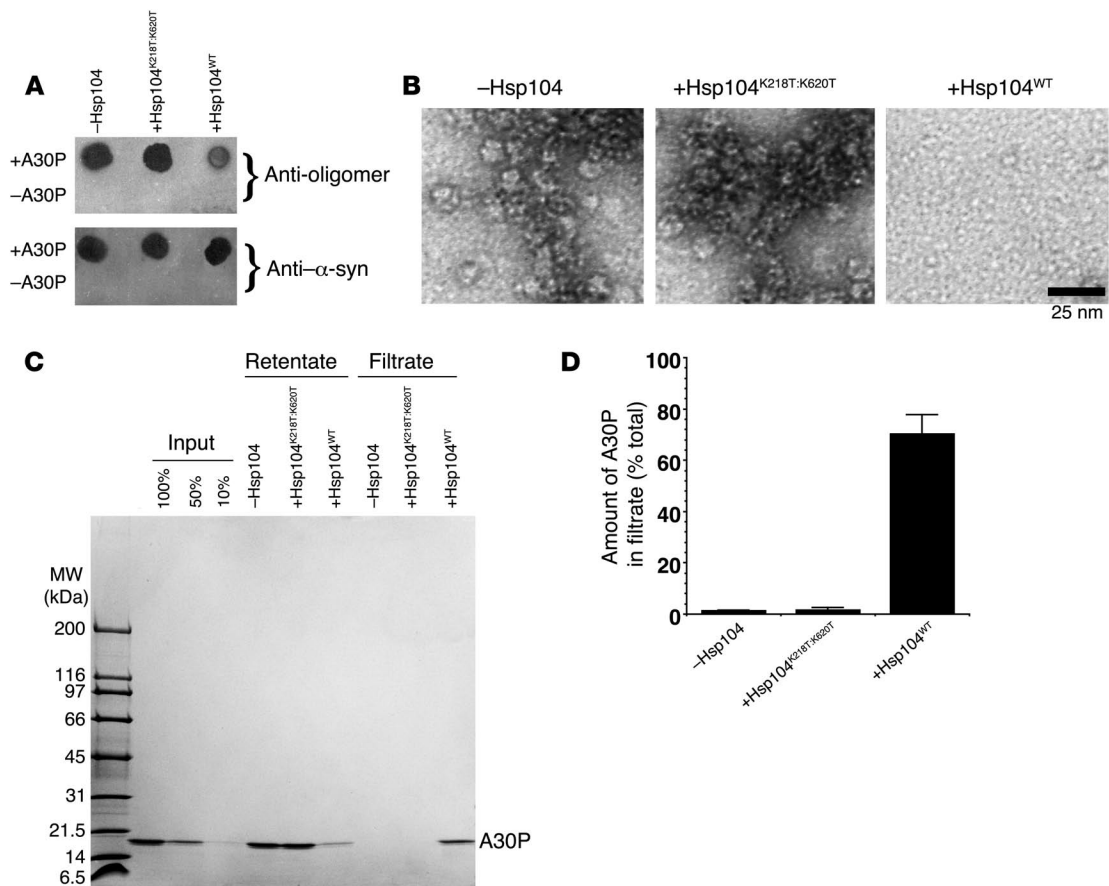 A
–Hsp104
+Hsp104K218T:K620T
+Hsp104WT
+A30P
–A30P
Anti-oligomer
+A30P
–A30P
Anti–α-syn
B
–Hsp104
+Hsp104K218T:K620T
+Hsp104WT
25 nm
C
Retentate
Filtrate
Input
100%
50%
10%
–Hsp104
+Hsp104K218T:K620T
+Hsp104WT
–Hsp104
+Hsp104K218T:K620T
+Hsp104WT
MW
(kDa)
200
116
97
66
45
31
21.5
14
6.5
A30P
D
Amount of A30P
in filtrate (% total)
100
80
60
40
20
0
–Hsp104
+Hsp104K218T:K620T
+Hsp104WT